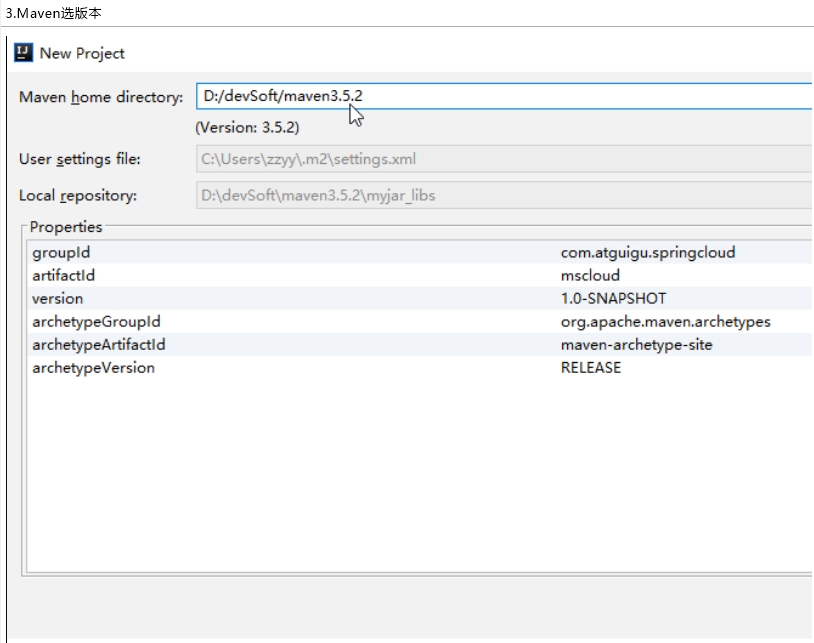 3.Maven选版本
New Project
Maven home directory: D:/devSoft/maven3.5.2
(Version: 3.5.2)
User settings file: C:\Users\zzyy\.m2\settings.xml
Local repository: D:\devSoft\maven3.5.2\myjar_libs
Properties
groupId com.atguigu.springcloud
artifactId mscloud
version 1.0-SNAPSHOT
archetypeGroupId org.apache.maven.archetypes
archetypeArtifactId maven-archetype-site
archetypeVersion RELEASE